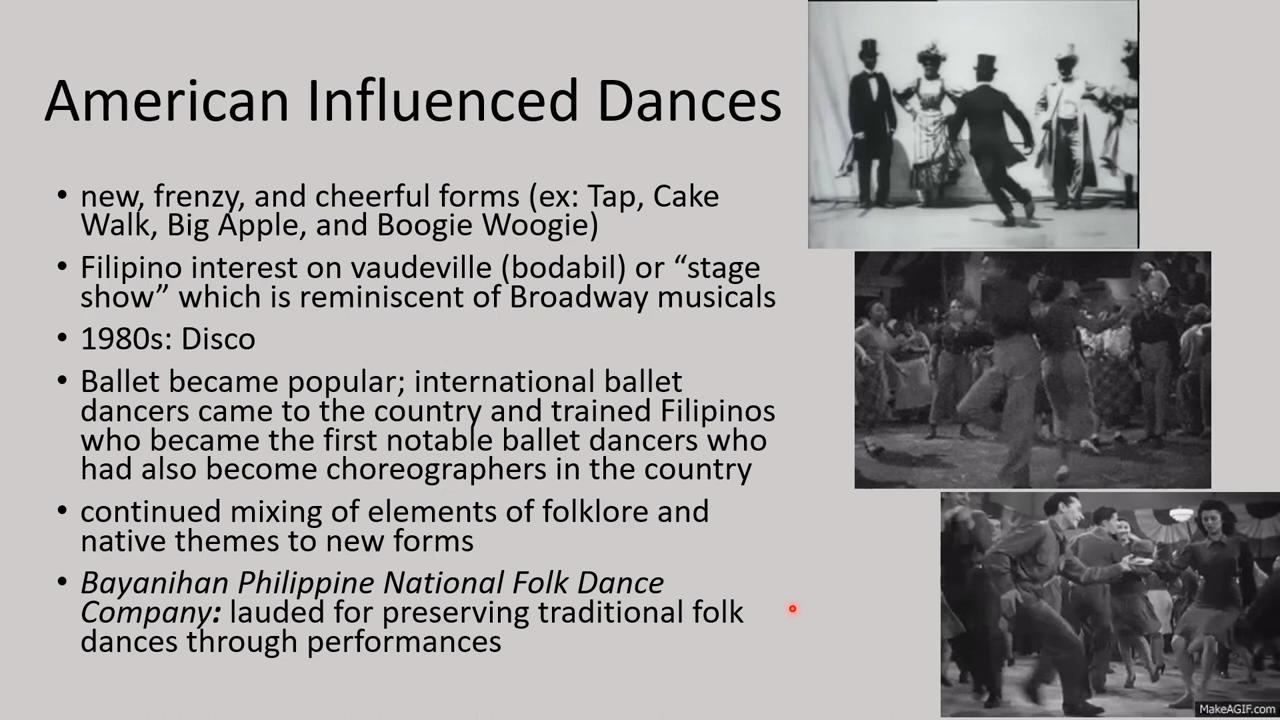 American Influenced Dances
• new, frenzy, and cheerful forms (ex: Tap, Cake
Walk, Big Apple, and Boogie Woogie)
• Filipino interest on vaudeville (bodabil) or “stage
show” which is reminiscent of Broadway musicals
• 1980s: Disco
• Ballet became popular; international ballet
dancers came to the country and trained Filipinos
who became the first notable ballet dancers who
had also become choreographers in the country
• continued mixing of elements of folklore and
native themes to new forms
• Bayanihan Philippine National Folk Dance
Company: lauded for preserving traditional folk
dances through performances
MakeAGIF.com